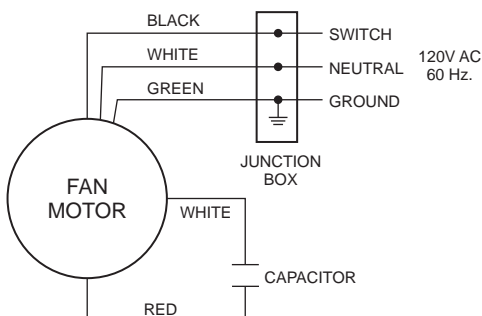 BLACK
SWITCH
WHITE
NEUTRAL
120V AC
60 Hz.
GREEN
GROUND
JUNCTION
BOX
FAN
MOTOR
WHITE
CAPACITOR
RED